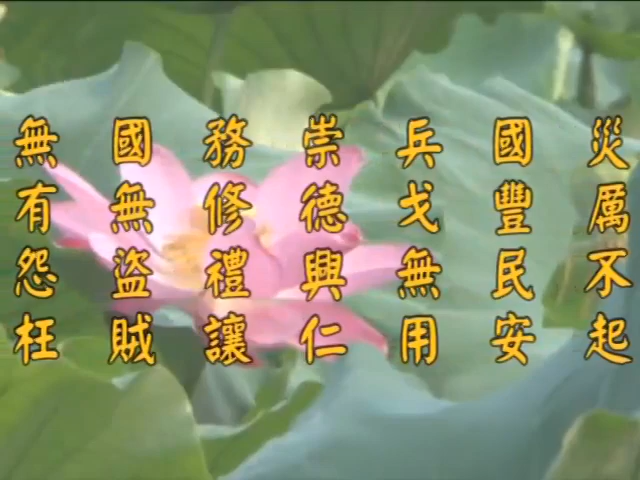 災厲不起
國豐民安
兵戈無用
崇德興仁
務修禮讓
國無盜賊
無有怨枉